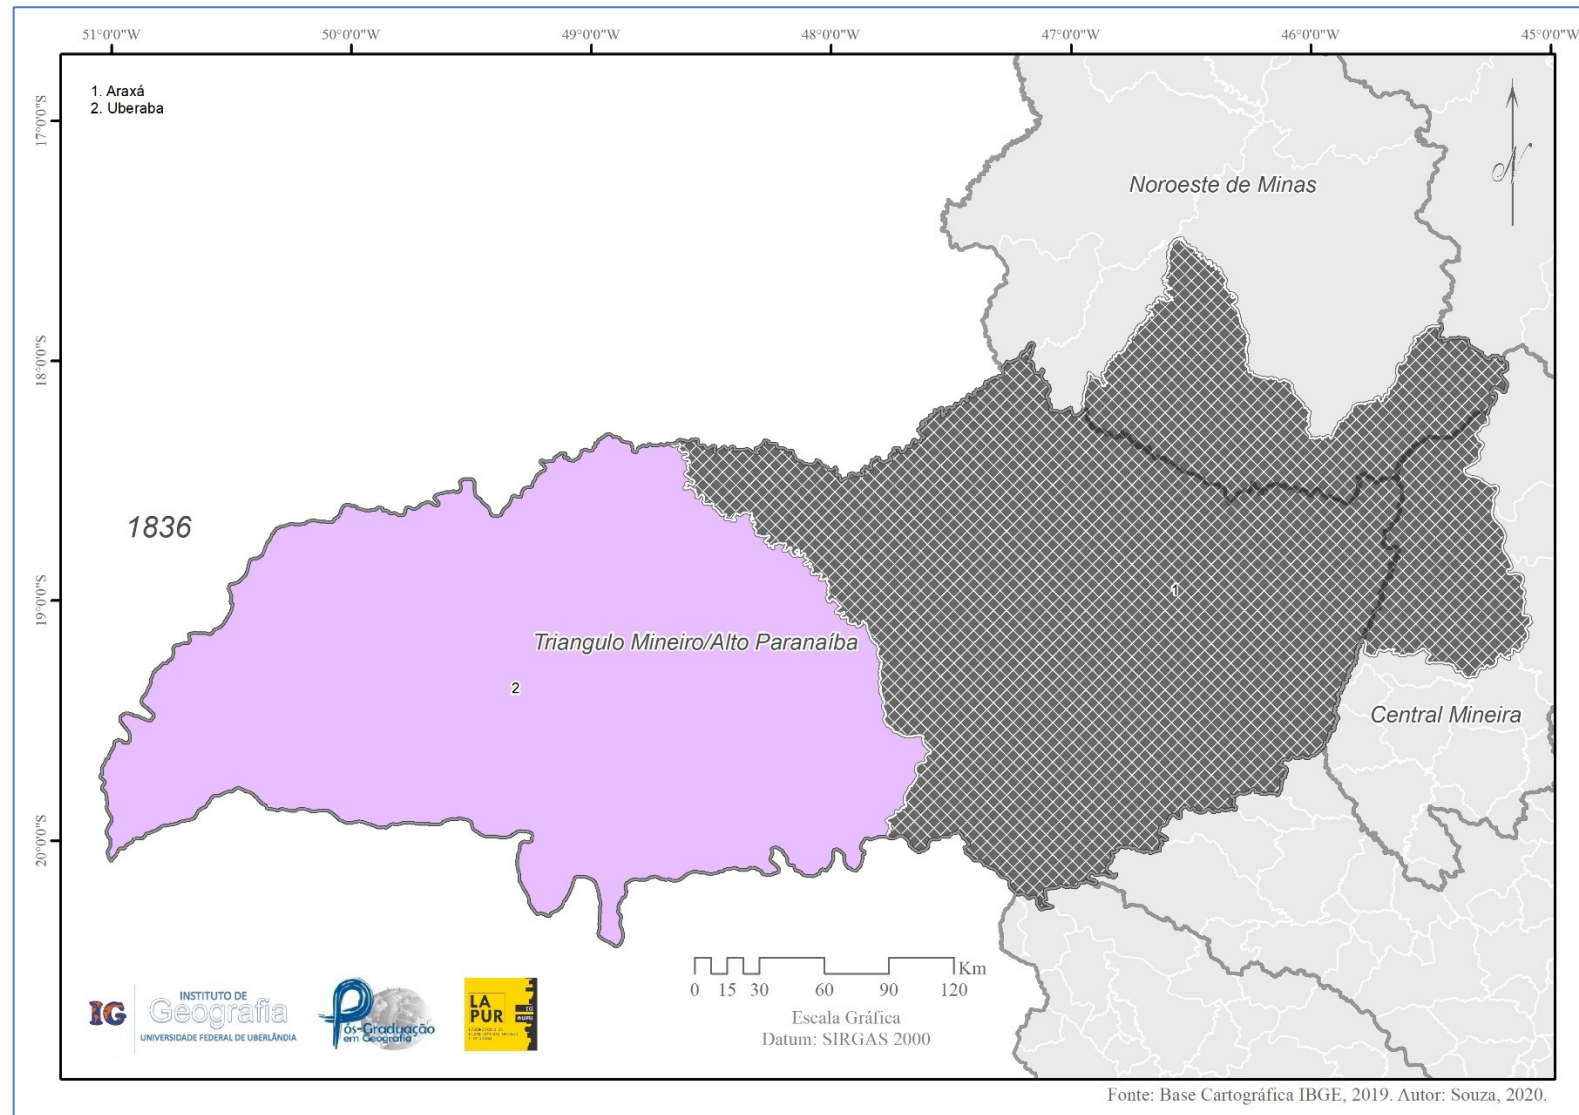 51°0'0"W 50°0'0"W 49°0'0"W 48°0'0"W 47°0'0"W 46°0'0"W 45°0'0"W
1. Araxá
2. Uberaba
17°0'0"S
18°0'0"S
19°0'0"S
20°0'0"S
N
Noroeste de Minas
1836
1
Triangulo Mineiro/Alto Paranaíba
2
Central Mineira
Km
0 15 30 60 90 120
Escala Gráfica
Datum: SIRGAS 2000
IG
INSTITUTO DE
Geografia
UNIVERSIDADE FEDERAL DE UBERLÂNDIA
Pós-Graduação
em Geografia
LA
PUR
IG
Fonte: Base Cartográfica IBGE, 2019. Autor: Souza, 2020.